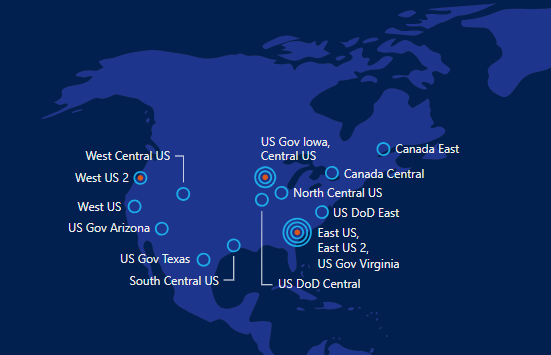 US Gov Iowa,
Central US
Canada East
West Central US
Canada Central
West US 2
North Central US
West US
US DoD East
US Gov Arizona
East US,
East US 2,
US Gov Virginia
US Gov Texas
South Central US
US DoD Central